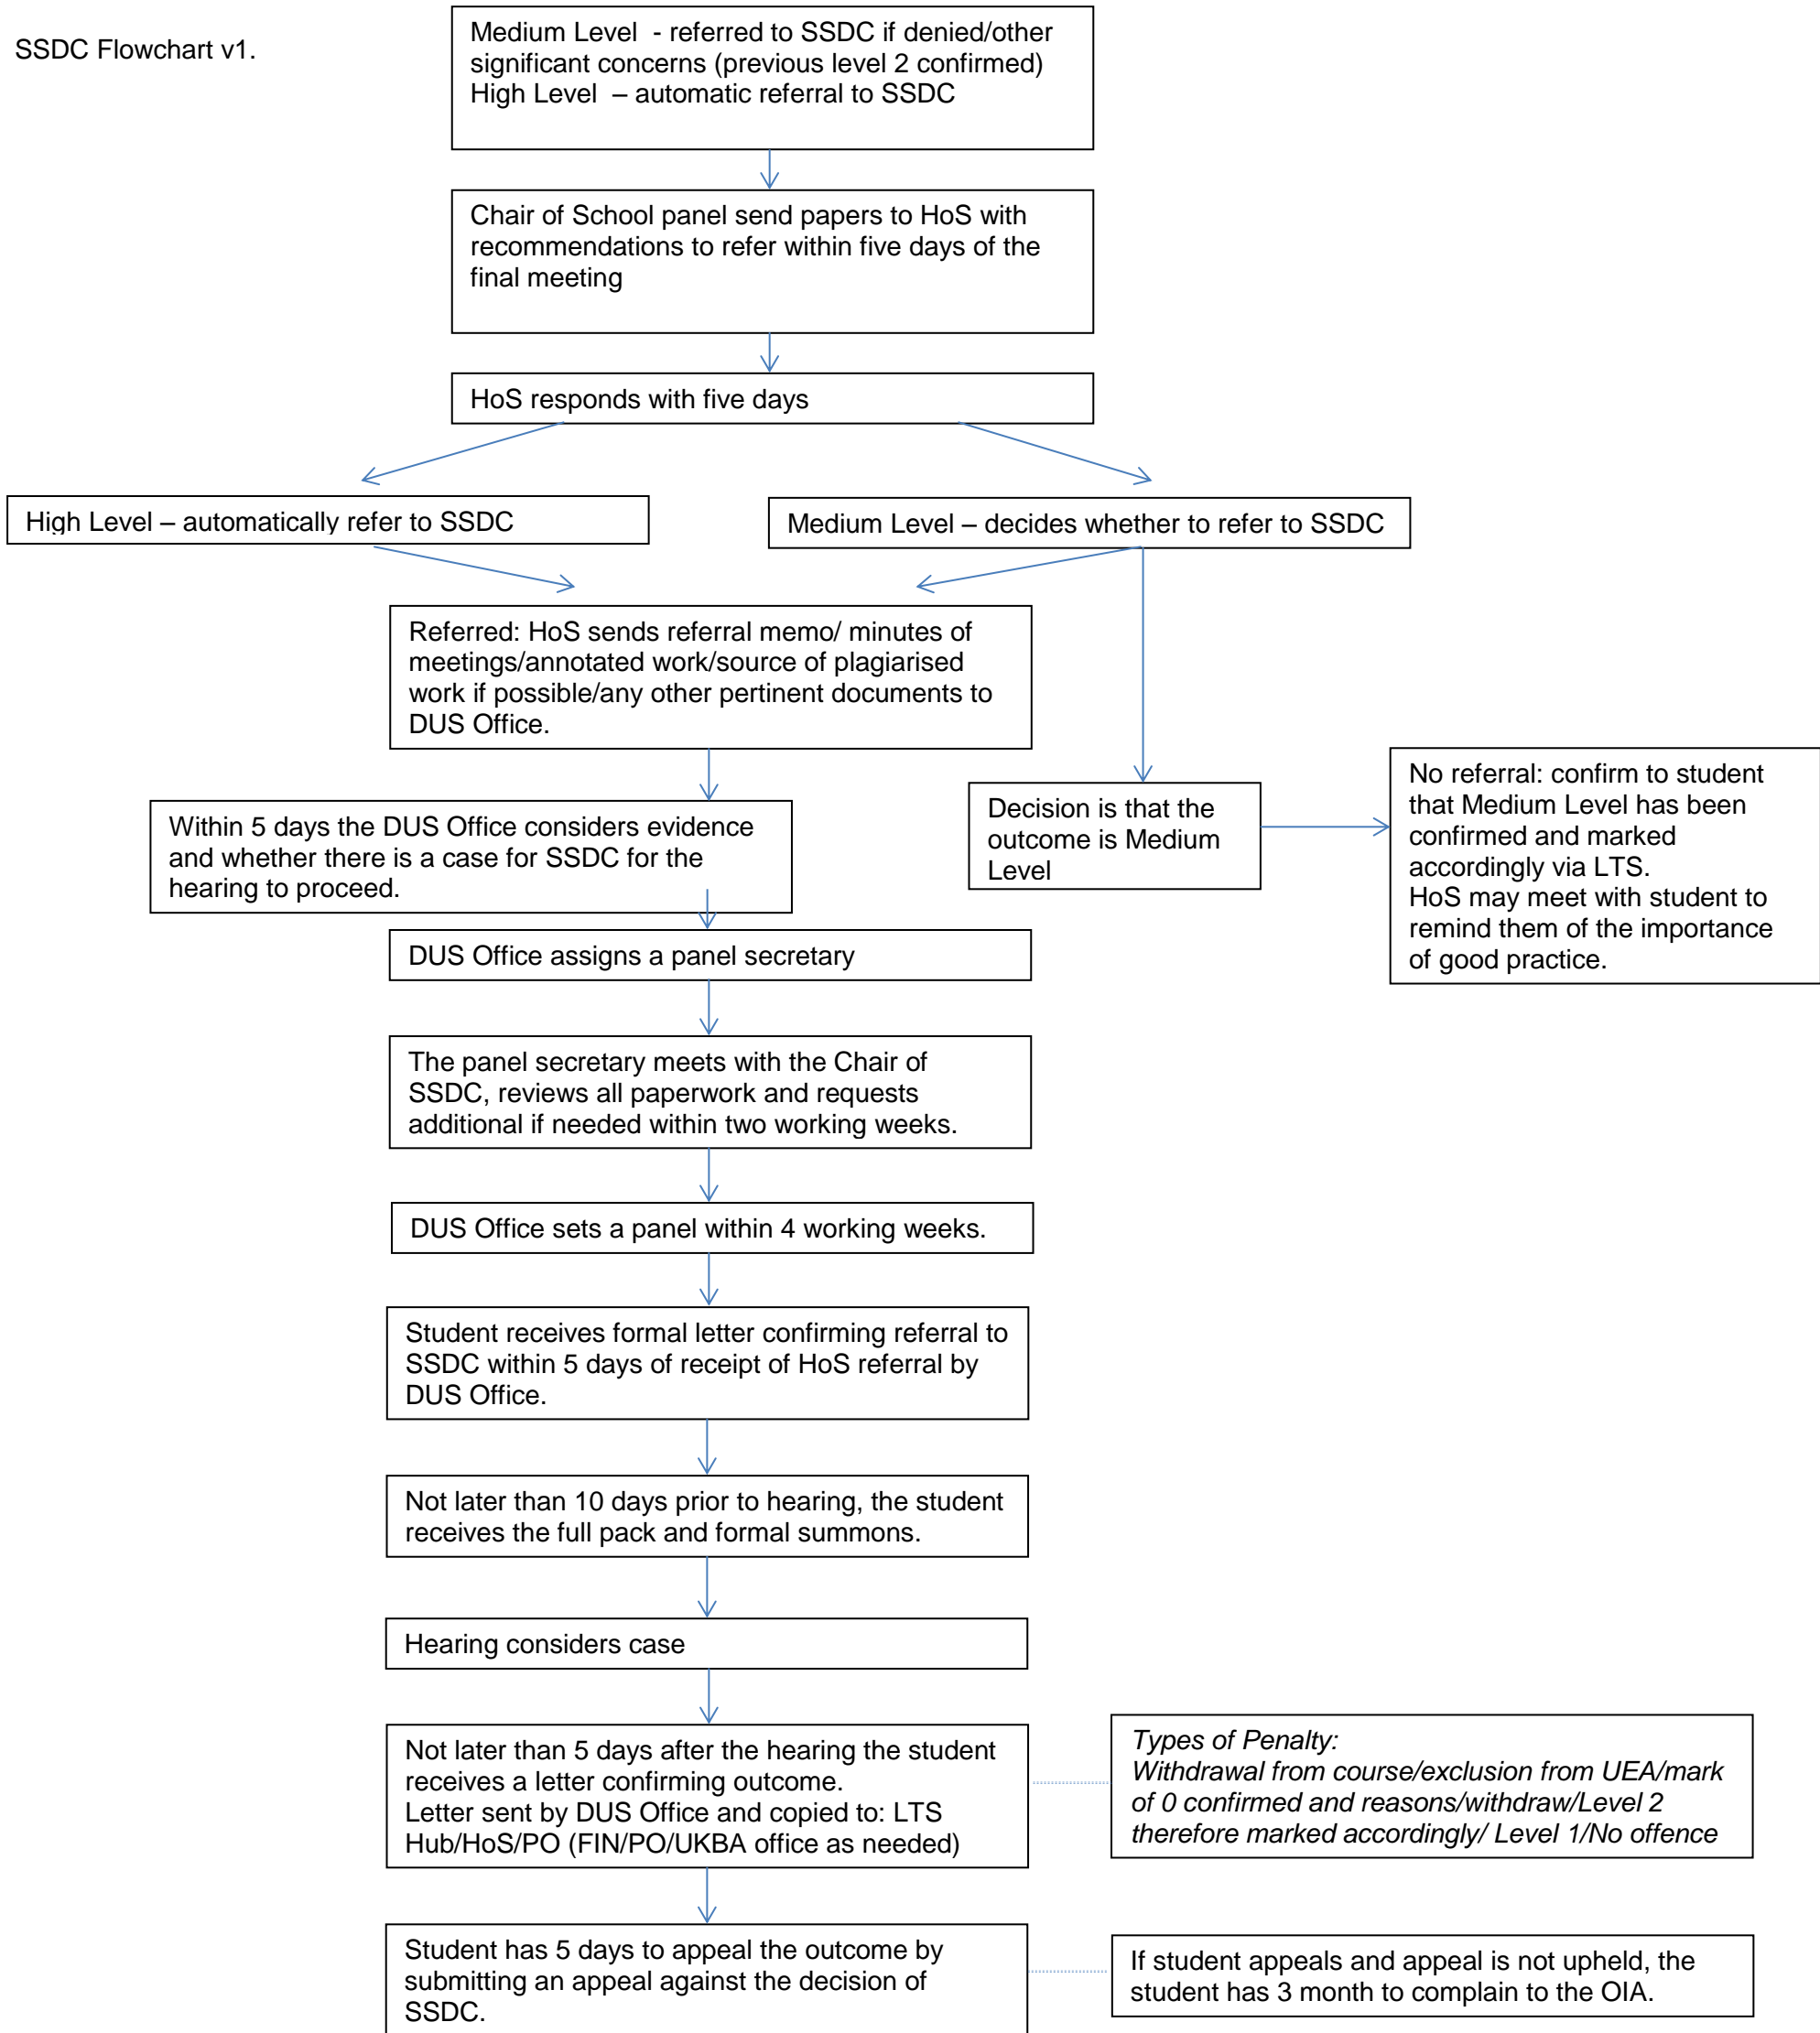 SSDC Flowchart v1.
Medium Level  - referred to SSDC if denied/other
significant concerns (previous level 2 confirmed)
High Level  – automatic referral to SSDC
Chair of School panel send papers to HoS with
recommendations to refer within five days of the
final meeting
HoS responds with five days
High Level – automatically refer to SSDC
Medium Level – decides whether to refer to SSDC
Referred: HoS sends referral memo/ minutes of
meetings/annotated work/source of plagiarised
work if possible/any other pertinent documents to
DUS Office.
Decision is that the
outcome is Medium
Level
No referral: confirm to student
that Medium Level has been
confirmed and marked
accordingly via LTS.
HoS may meet with student to
remind them of the importance
of good practice.
Within 5 days the DUS Office considers evidence
and whether there is a case for SSDC for the
hearing to proceed.
DUS Office assigns a panel secretary
The panel secretary meets with the Chair of
SSDC, reviews all paperwork and requests
additional if needed within two working weeks.
DUS Office sets a panel within 4 working weeks.
Student receives formal letter confirming referral to
SSDC within 5 days of receipt of HoS referral by
DUS Office.
Not later than 10 days prior to hearing, the student
receives the full pack and formal summons.
Hearing considers case
Not later than 5 days after the hearing the student
receives a letter confirming outcome.
Letter sent by DUS Office and copied to: LTS
Hub/HoS/PO (FIN/PO/UKBA office as needed)
Types of Penalty:
Withdrawal from course/exclusion from UEA/mark
of 0 confirmed and reasons/withdraw/Level 2
therefore marked accordingly/ Level 1/No offence
Student has 5 days to appeal the outcome by
submitting an appeal against the decision of
SSDC.
If student appeals and appeal is not upheld, the
student has 3 month to complain to the OIA.